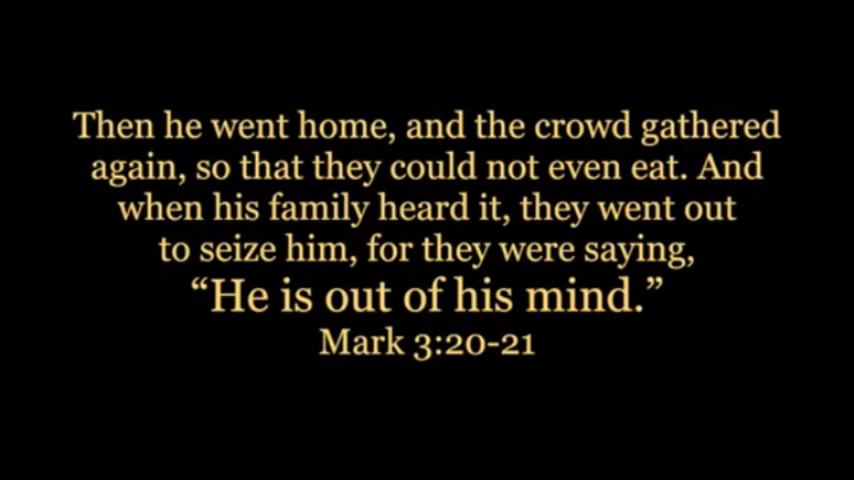 Then he went home, and the crowd gathered
again, so that they could not even eat. And
when his family heard it, they went out
to seize him, for they were saying,
“He is out of his mind.”
Mark 3:20-21